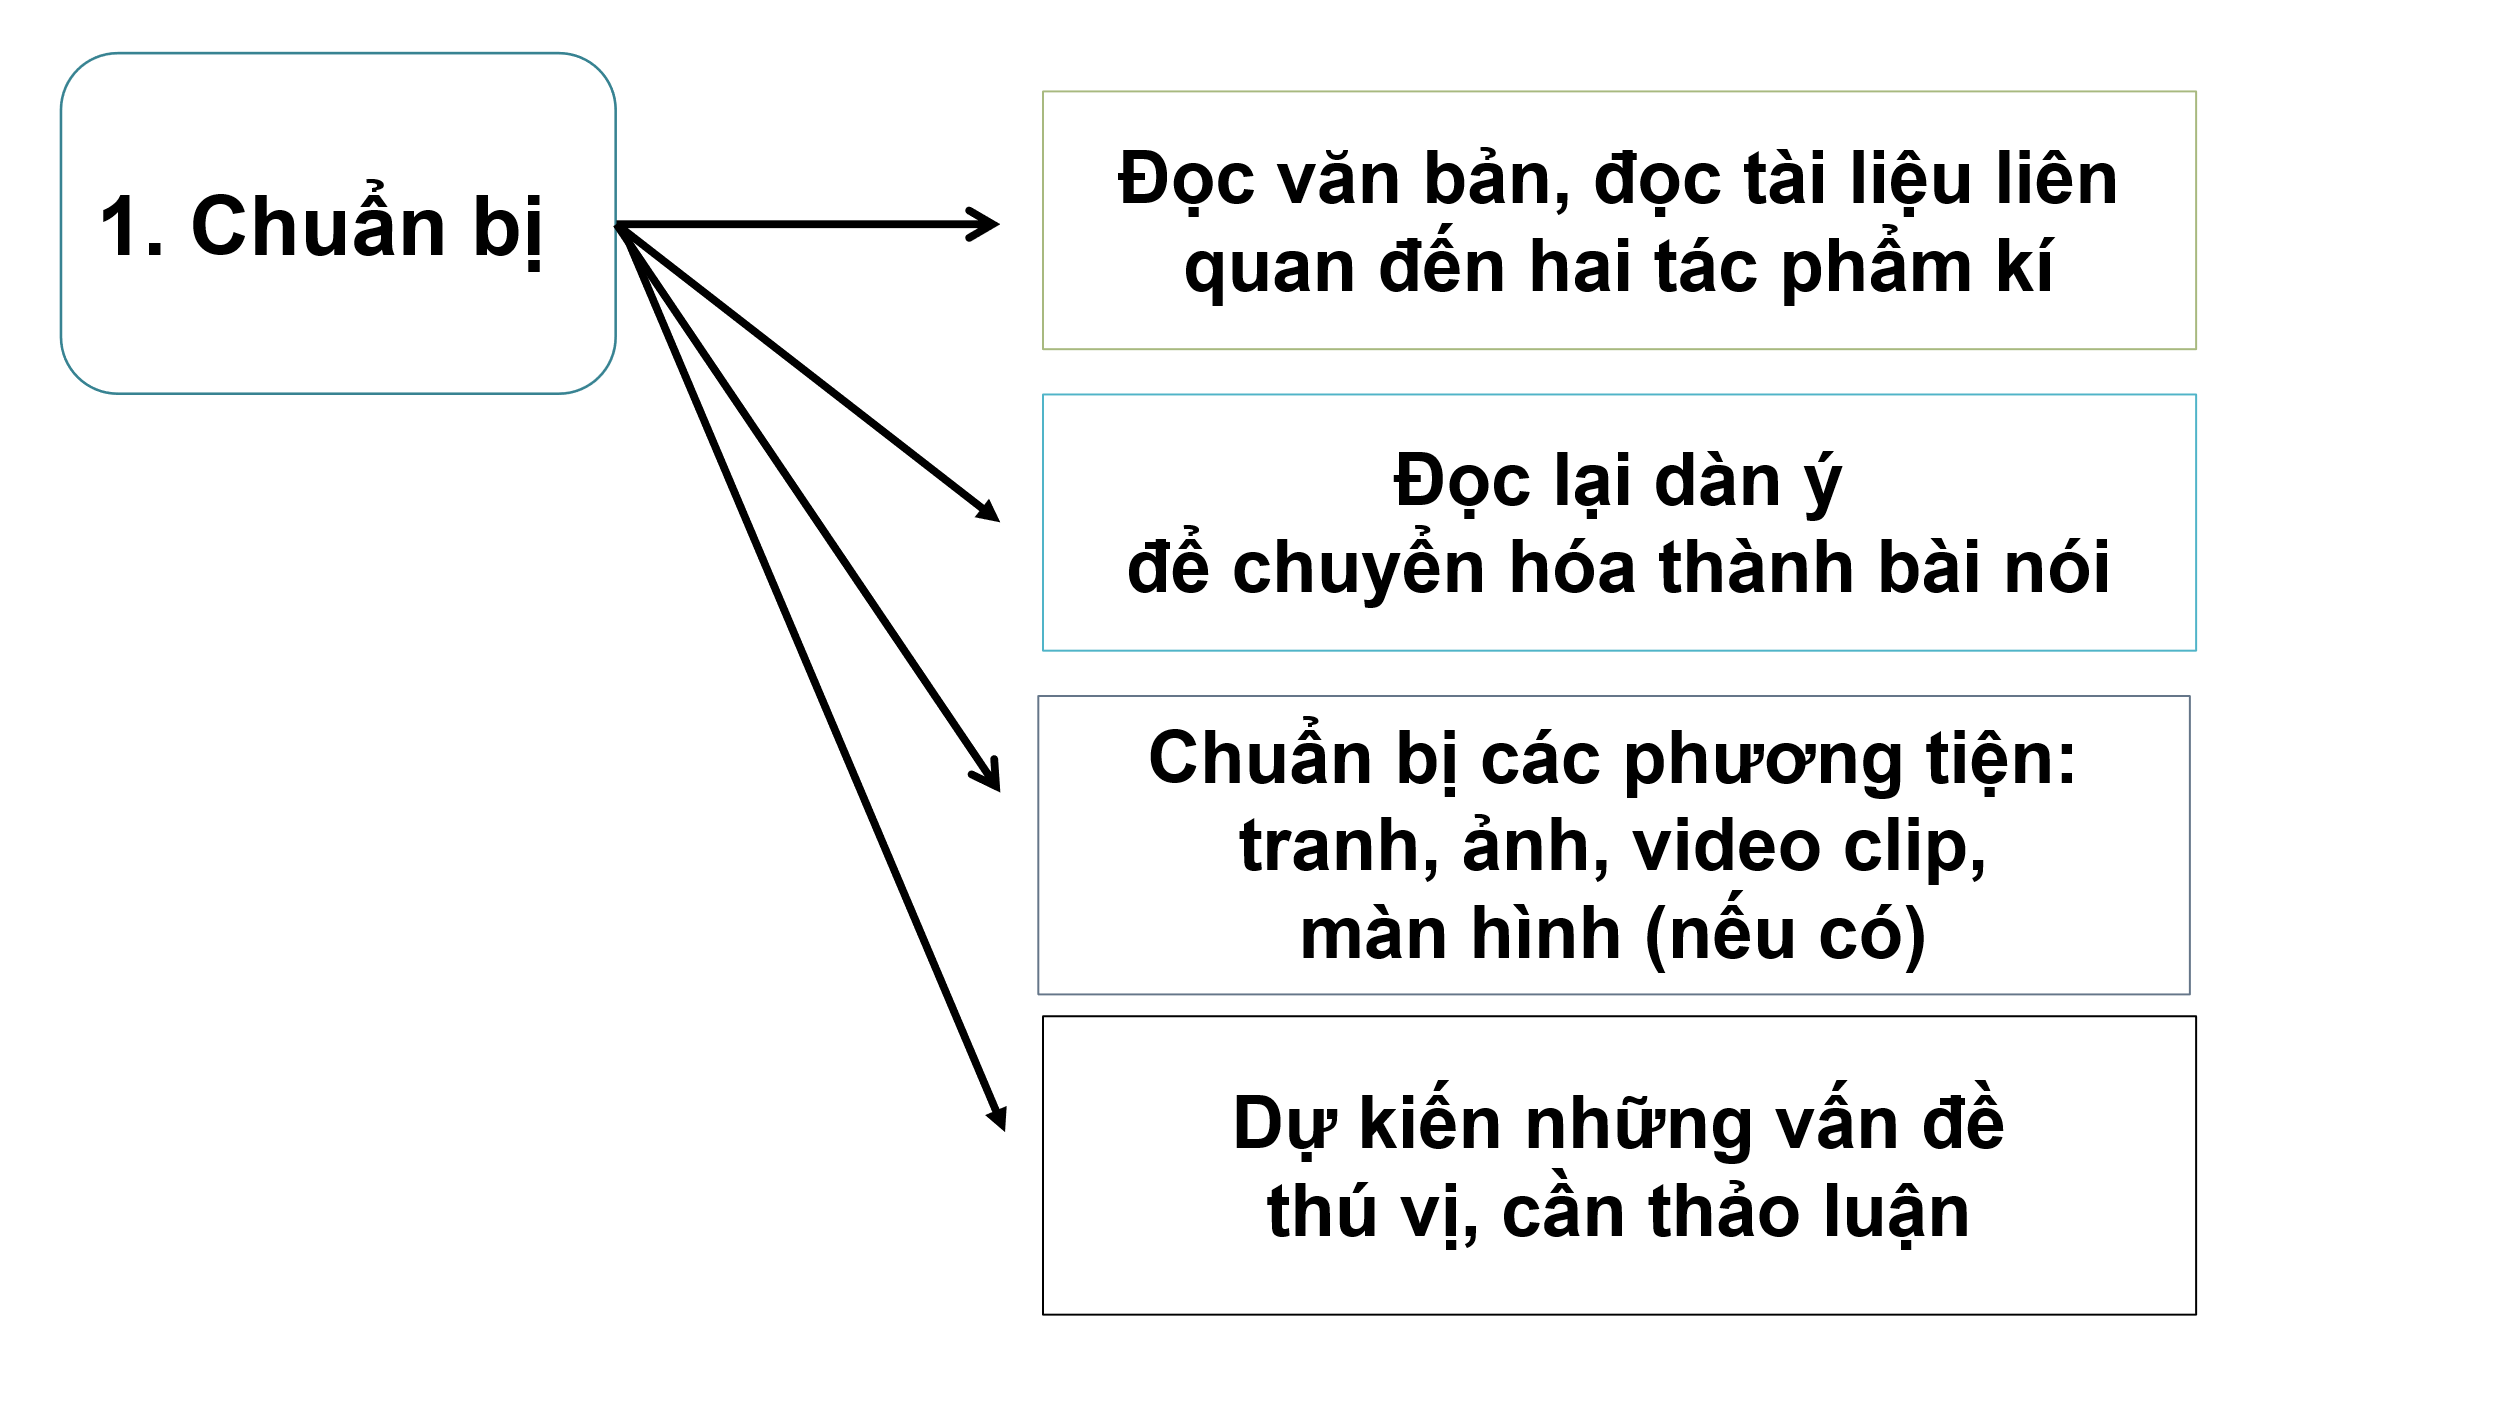 1. Chuẩn bị
Đọc văn bản, đọc tài liệu liên
quan đến hai tác phẩm kí
Đọc lại dàn ý
để chuyển hóa thành bài nói
Chuẩn bị các phương tiện:
tranh, ảnh, video clip,
màn hình (nếu có)
Dự kiến những vấn đề
thú vị, cần thảo luận